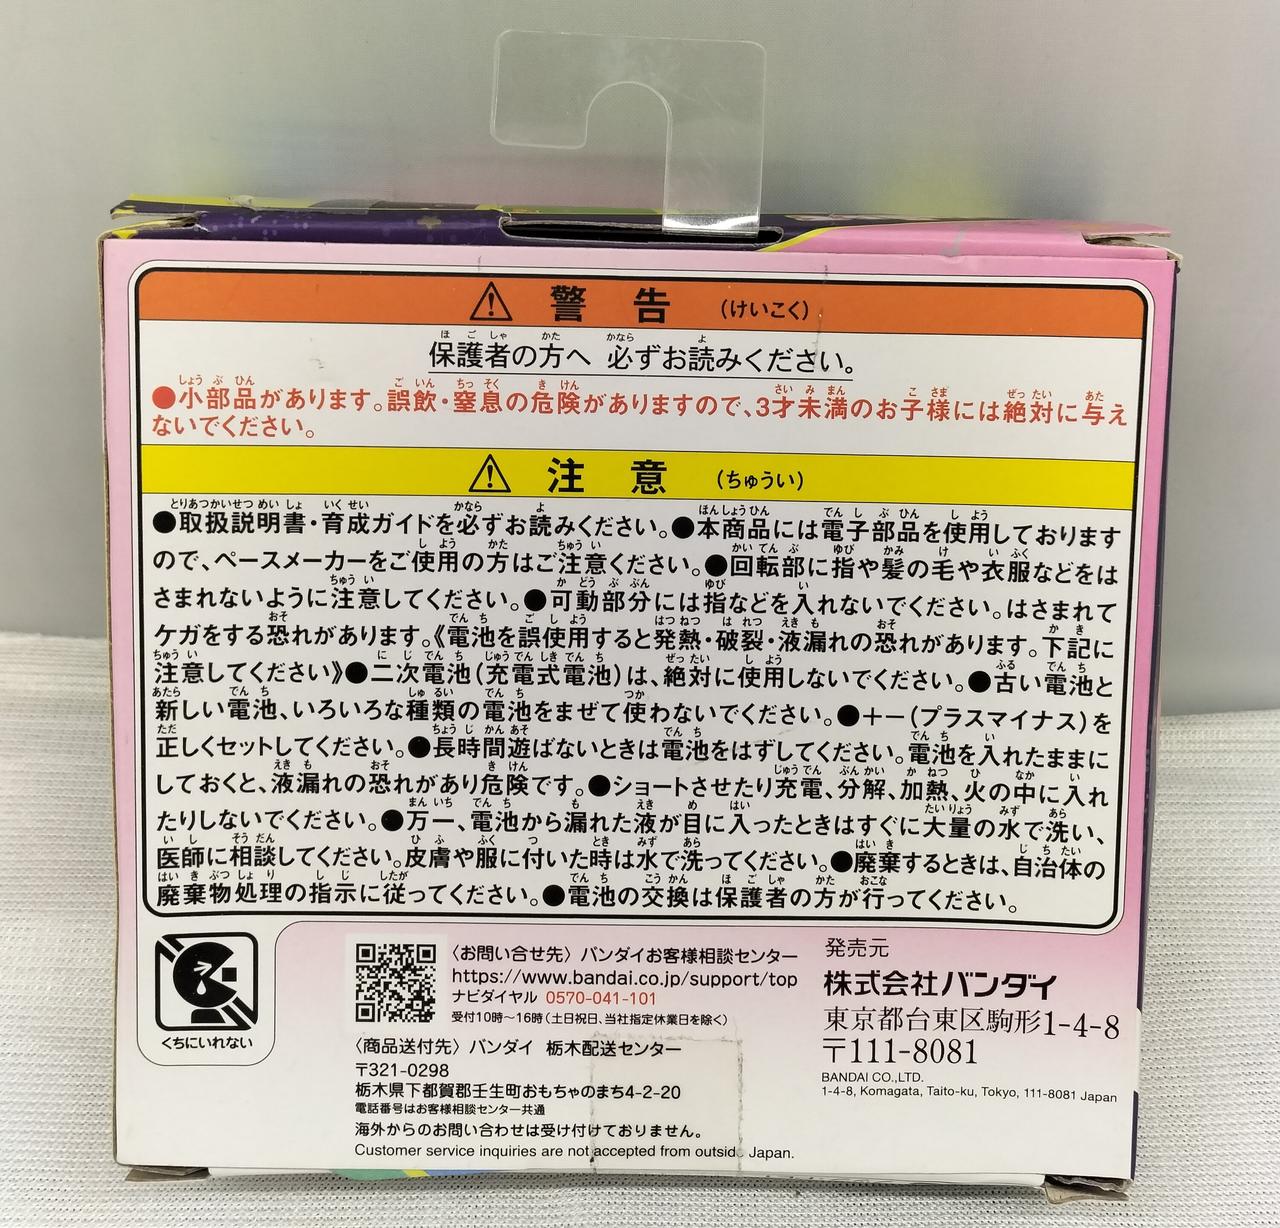 警告 (けいこく)
保護者の方へ 必ずお読みください。
●小部品があります。誤飲・窒息の危険がありますので、3才未満のお子様には絶対に与え
ないでください。
注意 (ちゅうい)
●取扱説明書・育成ガイドを必ずお読みください。●本商品には電子部品を使用しております
ので、ペースメーカーをご使用の方はご注意ください。●回転部に指や髪の毛や衣服などをは
さまれないように注意してください。●可動部分には指などを入れないでください。はさまれて
ケガをする恐れがあります。《電池を誤使用すると発熱・破裂・液漏れの恐れがあります。下記に
注意してください》●二次電池(充電式電池)は、絶対に使用しないでください。●古い電池と
新しい電池、いろいろな種類の電池をまぜて使わないでください。●+-(プラスマイナス)を
正しくセットしてください。●長時間遊ばないときは電池をはずしてください。電池を入れたままに
しておくと、液漏れの恐れがあり危険です。●ショートさせたり充電、分解、加熱、火の中に入れ
たりしないでください。●万一、電池から漏れた液が目に入ったときはすぐに大量の水で洗い、
医師に相談してください。皮膚や服に付いた時は水で洗ってください。●廃棄するときは、自治体の
廃棄物処理の指示に従ってください。●電池の交換は保護者の方が行ってください。
くちにいれない
〈お問い合せ先〉バンダイお客様相談センター
https://www.bandai.co.jp/support/top
ナビダイヤル 0570-041-101
受付10時~16時(土日祝日、当社指定休業日を除く)
〈商品送付先〉バンダイ 栃木配送センター
〒321-0298
栃木県下都賀郡壬生町おもちゃのまち4-2-20
電話番号はお客様相談センター共通
海外からのお問い合わせは受け付けておりません。
Customer service inquiries are not accepted from outside Japan.
発売元
株式会社バンダイ
東京都台東区駒形1-4-8
〒111-8081
BANDAI CO.,LTD.
1-4-8, Komagata, Taito-ku, Tokyo, 111-8081 Japan